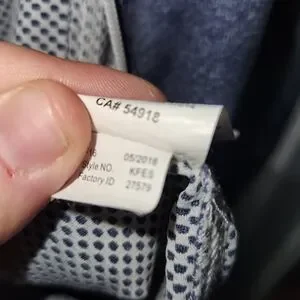 CA# 54918
05/2018
Style NO. KFES
Factory ID 27579